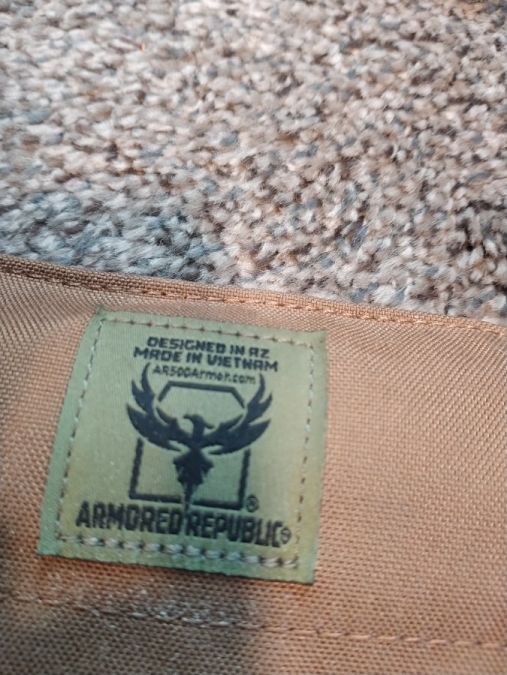 DESIGNED IN AZ
MADE IN VIETNAM
AR500Armor.com
®
ARMORED REPUBLIC®